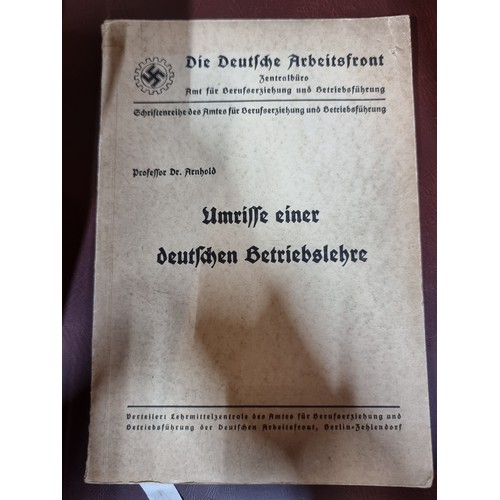 Die Deutsche Arbeitsfront
Zentralbüro
Amt für Berufserziehung und Betriebsführung
Schriftenreihe des Amtes für Berufserziehung und Betriebsführung
Professor Dr. Arnhold
Umrisse einer
deutschen Betriebslehre
Verteiler: Lehrmittelzentrale des Amtes für Berufserziehung und
Betriebsführung der Deutschen Arbeitsfront, Berlin-Zehlendorf